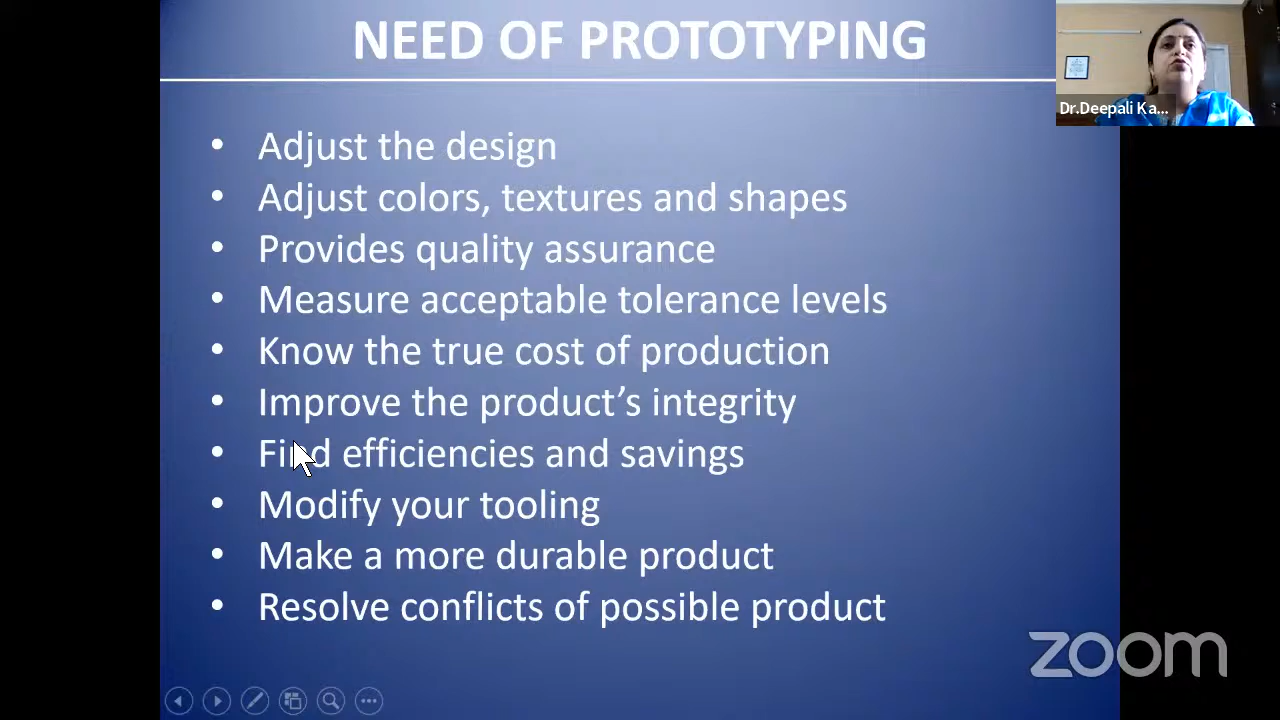 NEED OF PROTOTYPING
Dr.Deepali Ka...
• Adjust the design
• Adjust colors, textures and shapes
• Provides quality assurance
• Measure acceptable tolerance levels
• Know the true cost of production
• Improve the product’s integrity
• Find efficiencies and savings
• Modify your tooling
• Make a more durable product
• Resolve conflicts of possible product
zoom